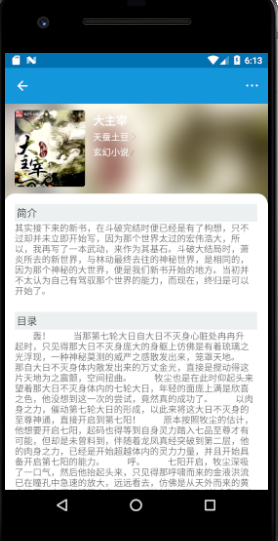 6:13
大主宰
大主宰
天蚕土豆
玄幻小说
简介
其实接下来的新书，在斗破完结时便已经是有了构想，只不
过却并未立即开始写，因为那个世界太过的宏伟浩大，所
以，我再写了一本武动，来作为其基石。斗破大结局时，萧
炎所去的新世界，与林动最终去往的神秘世界，是相同的，
因为那个神秘的大世界，便是我们新书开始的地方。当初并
不太认为自己有驾驭那个世界的能力，而现在，终归是可以
开始了。
目录
轰！ 当那第七轮大日自大日不灭身心脏处冉冉升
起时，只见得那大日不灭身庞大的身躯上仿佛是有着琉璃之
光浮现，一种神秘莫测的威严之感散发出来，笼罩天地。
那自大日不灭身体内散发出来的万丈金光，直接是搅动得这
片天地为之震颤，空间扭曲。 牧尘也是在此时仰起头来
望着那大日不灭身体内的七轮大日，年轻的面庞上满是欣喜
之色，他没想到这一次的尝试，竟然真的成功了。 以肉
身之力，催动第七轮大日的形成，以此来将这大日不灭身的
至尊神通，直接开启到第七阳！ 原本按照牧尘的估计，
他想要开启七阳，起码也得等到自身灵力踏入七品至尊才有
可能，但却是未曾料到，伴随着龙凤真经突破到第二层，他
的肉身之力，已经是开始超越体内的灵力力量，并且开始具
备开启第七阳的能力。 呼。 七阳开启，牧尘深吸
了一口气，然后他抬起头来，只见得那呼啸而来的金液洪流
已在瞳孔中急速的放大，远远看去，仿佛是从天外而来的黄